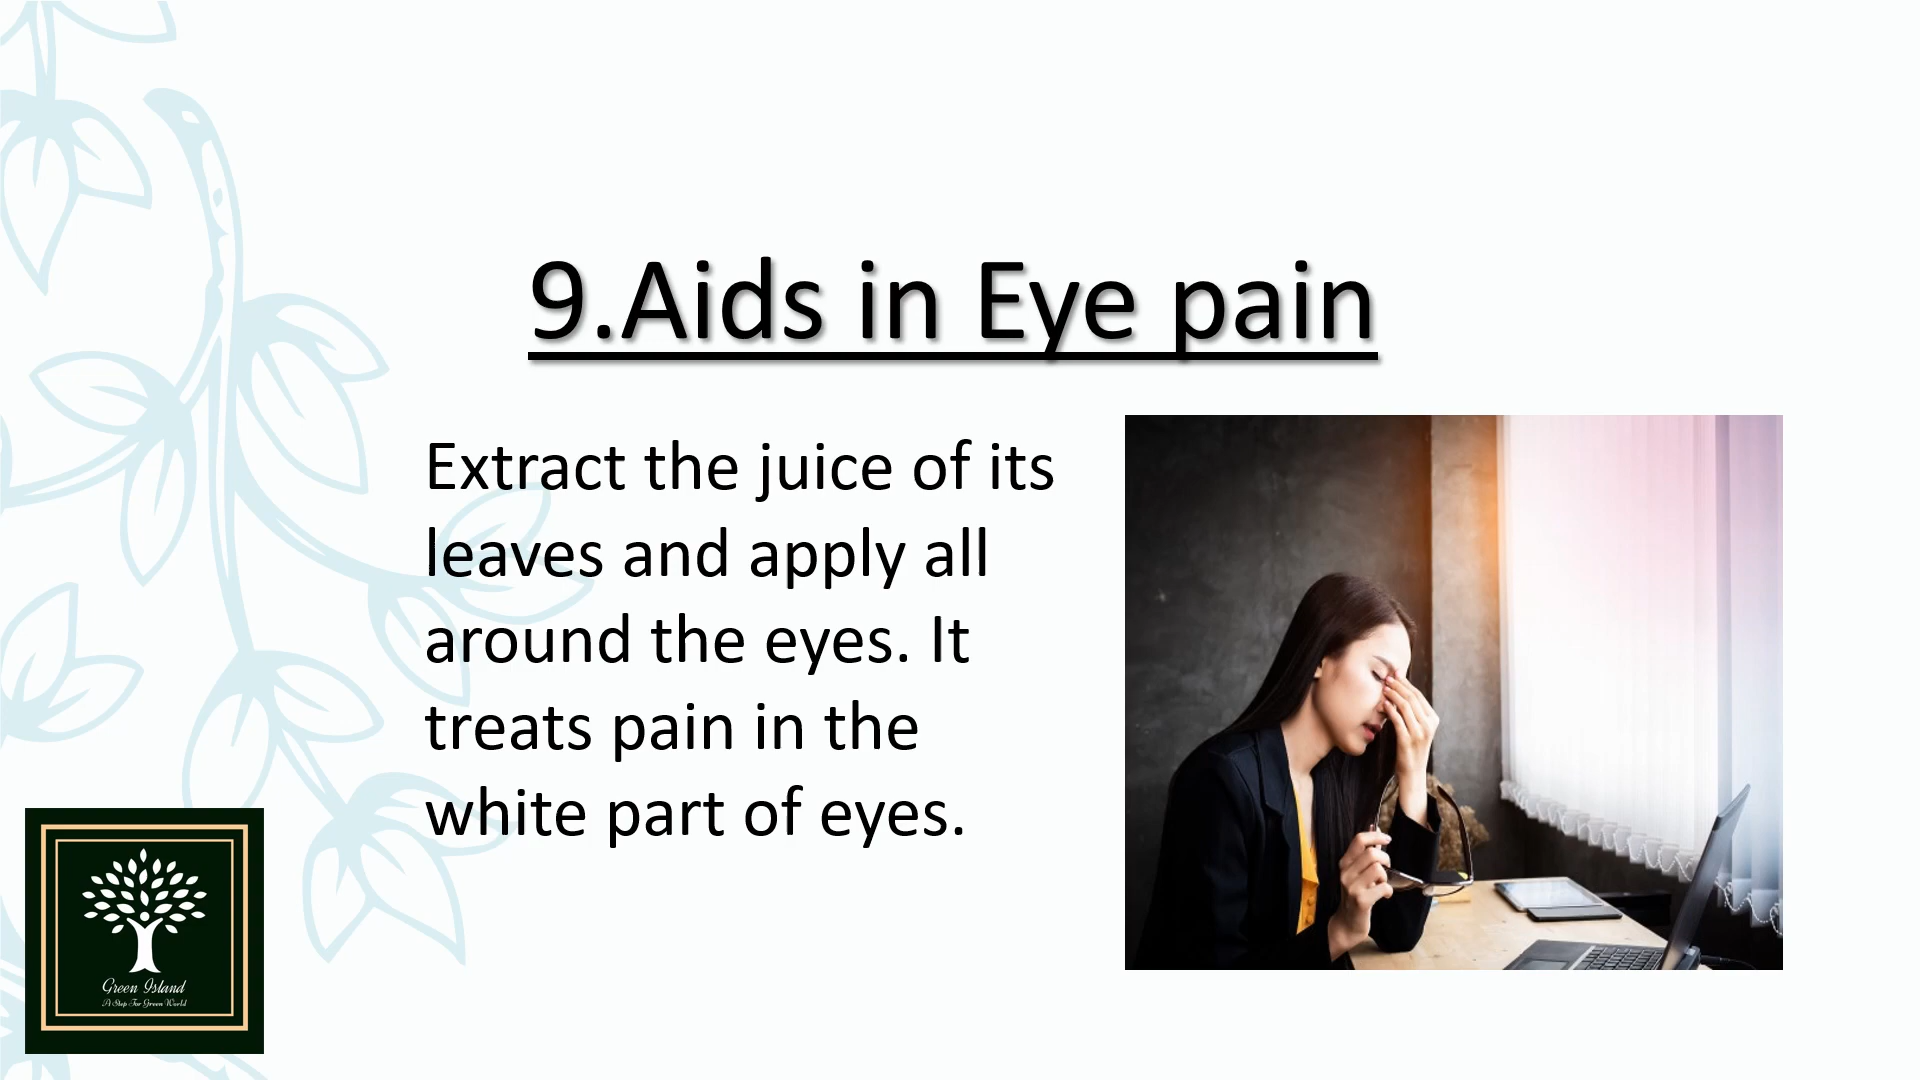 9.Aids in Eye pain
Extract the juice of its
leaves and apply all
around the eyes. It
treats pain in the
white part of eyes.
Green Island
A Step For Green World